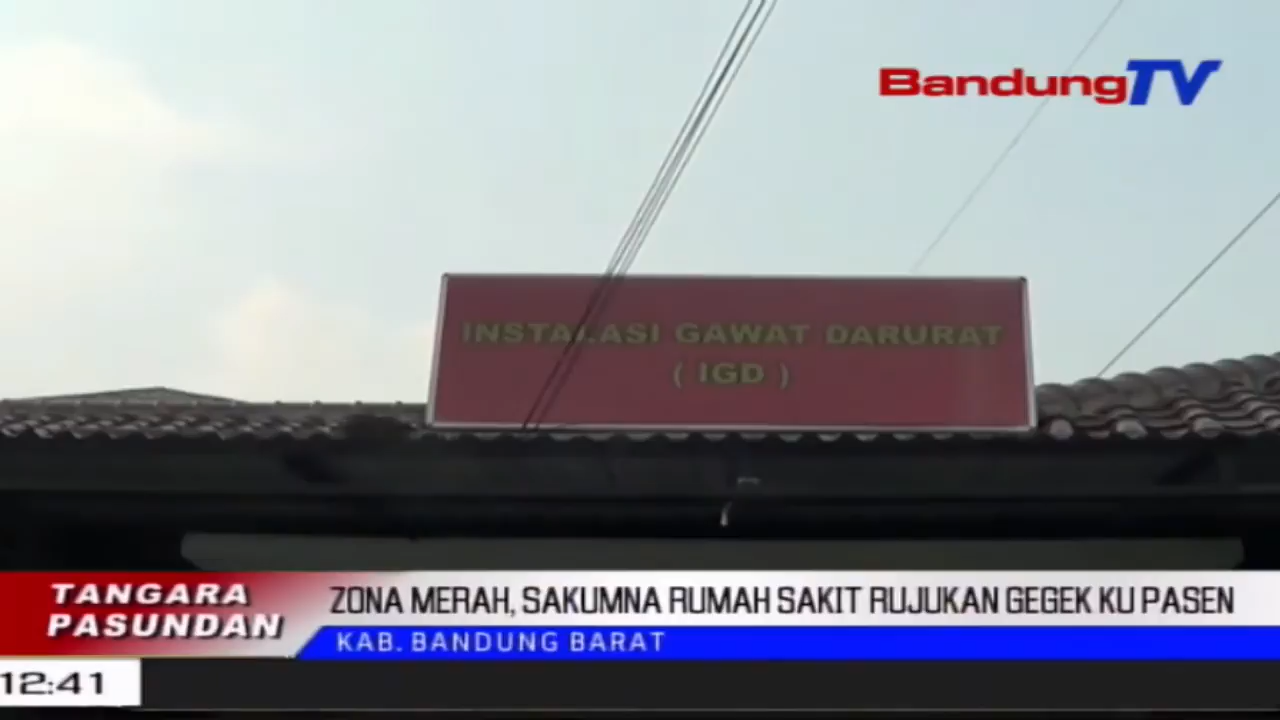 BandungTV
INSTALASI GAWAT DARURAT
( IGD )
TANGARA
PASUNDAN
ZONA MERAH, SAKUMNA RUMAH SAKIT RUJUKAN GEGEK KU PASEN
KAB. BANDUNG BARAT
12:41